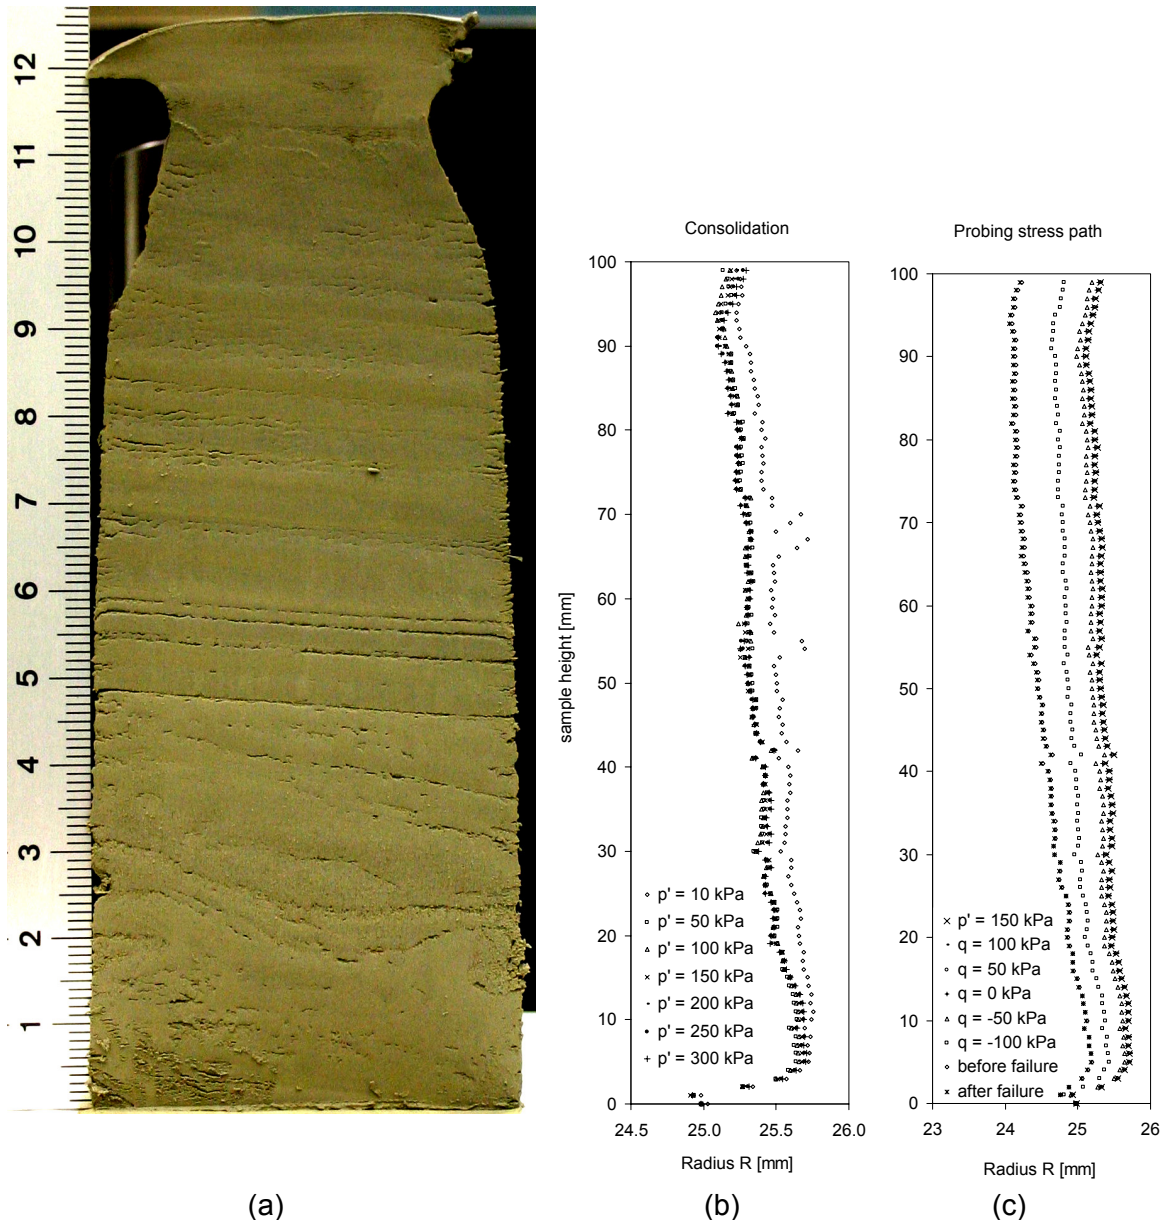 12
11
10
9
8
7
6
5
4
3
2
1
(a)
Consolidation
sample height [mm]
100
90
80
70
60
50
40
30
20
10
0
p' = 10 kPa
p' = 50 kPa
p' = 100 kPa
p' = 150 kPa
p' = 200 kPa
p' = 250 kPa
p' = 300 kPa
24.5 25.0 25.5 26.0
Radius R [mm]
(b)
Probing stress path
100
90
80
70
60
50
40
30
20
10
0
p' = 150 kPa
q = 100 kPa
q = 50 kPa
q = 0 kPa
q = -50 kPa
q = -100 kPa
before failure
after failure
23 24 25 26
Radius R [mm]
(c)